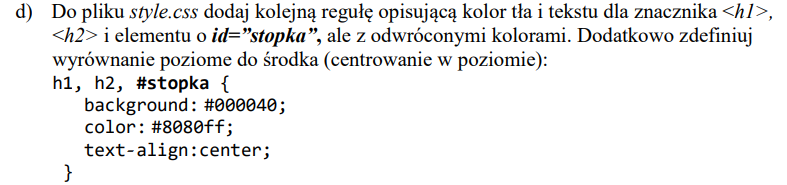 d) Do pliku style.css dodaj kolejną regułę opisującą kolor tła i tekstu dla znacznika <h1>,
<h2> i elementu o id=”stopka”, ale z odwróconymi kolorami. Dodatkowo zdefiniuj
wyrównanie poziome do środka (centrowanie w poziomie):
h1, h2, #stopka {
background: #000040;
color: #8080ff;
text-align:center;
}